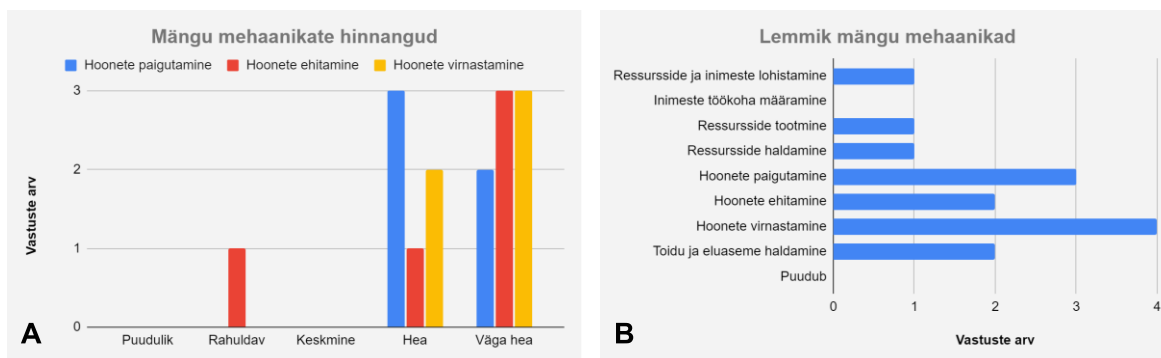 Mängu mehaanikate hinnangud
Hoonete paigutamine Hoonete ehitamine Hoonete virnastamine
3
2
1
0
Vastuste arv
Puudulik Rahuldav Keskmine Hea Väga hea
A
Lemmik mängu mehaanikad
Ressursside ja inimeste lohistamine
Inimeste töökoha määramine
Ressursside tootmine
Ressursside haldamine
Hoonete paigutamine
Hoonete ehitamine
Hoonete virnastamine
Toidu ja eluaseme haldamine
Puudub
0 1 2 3 4
Vastuste arv
B